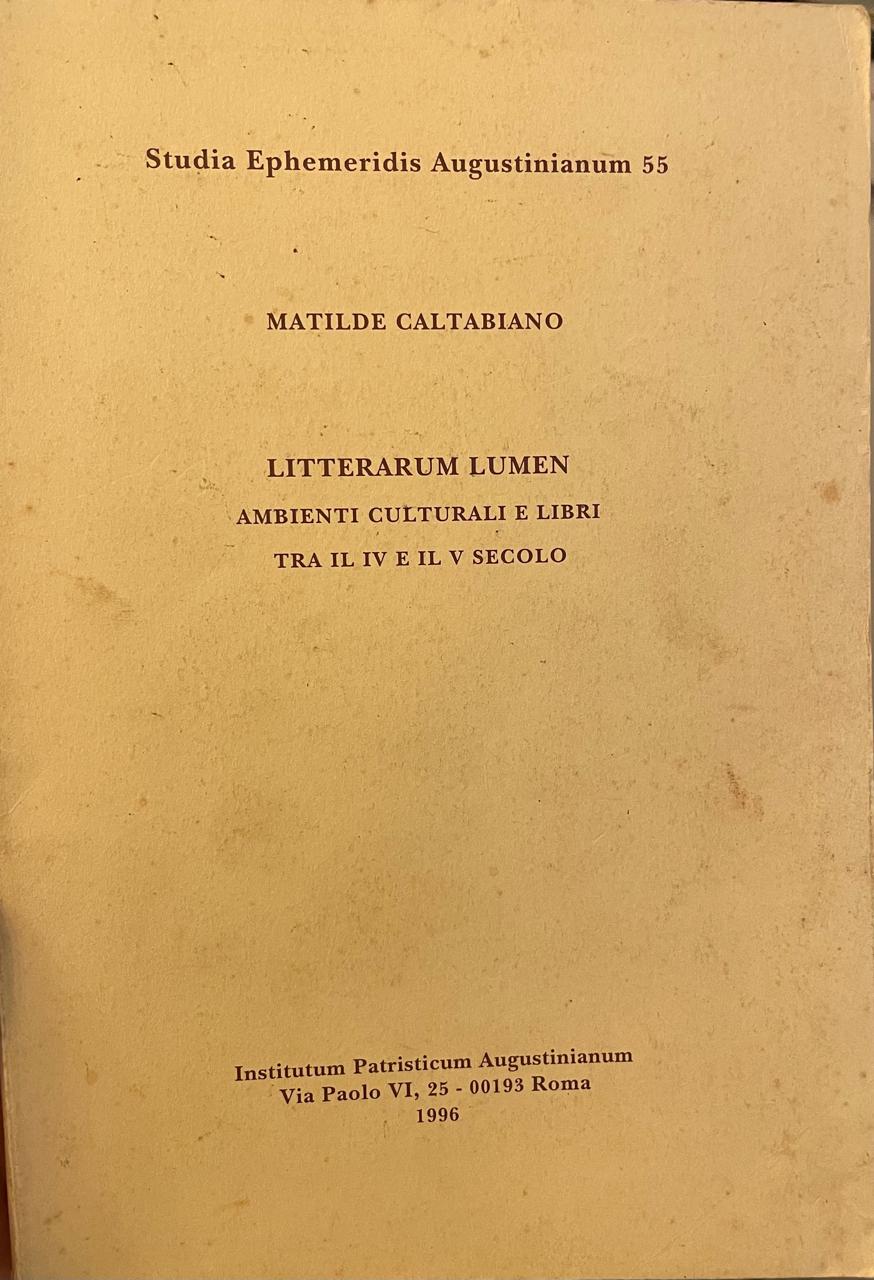 Studia Ephemeridis Augustinianum 55
MATILDE CALTABIANO
LITTERARUM LUMEN
AMBIENTI CULTURALI E LIBRI
TRA IL IV E IL V SECOLO
Institutum Patristicum Augustinianum
Via Paolo VI, 25 - 00193 Roma
1996